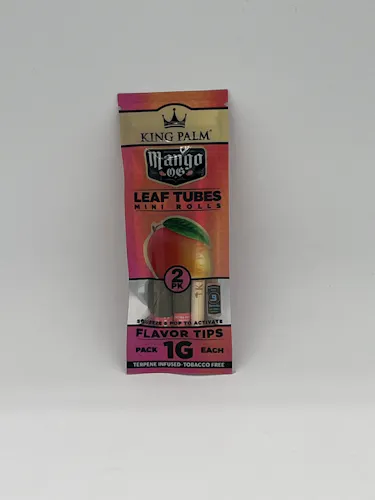 KING PALM
Mango
OG
LEAF TUBES
MINI ROLLS
2
PK
SQUEEZE & POP TO ACTIVATE
FLAVOR TIPS
PACK 1G EACH
TERPENE INFUSED· TOBACCO FREE